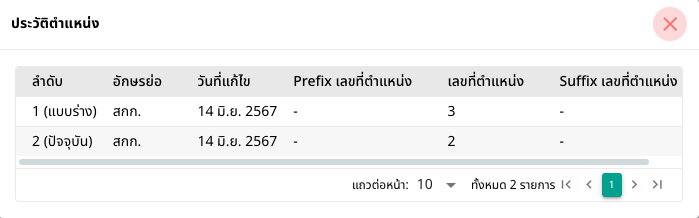 ประวัติตำแหน่ง
ลำดับ อักษรย่อ วันที่แก้ไข Prefix เลขที่ตำแหน่ง เลขที่ตำแหน่ง Suffix เลขที่ตำแหน่ง
1 (แบบร่าง) สกก. 14 มิ.ย. 2567 - 3 -
2 (ปัจจุบัน) สกก. 14 มิ.ย. 2567 - 2 -
แถวต่อหน้า: 10 ทั้งหมด 2 รายการ 1